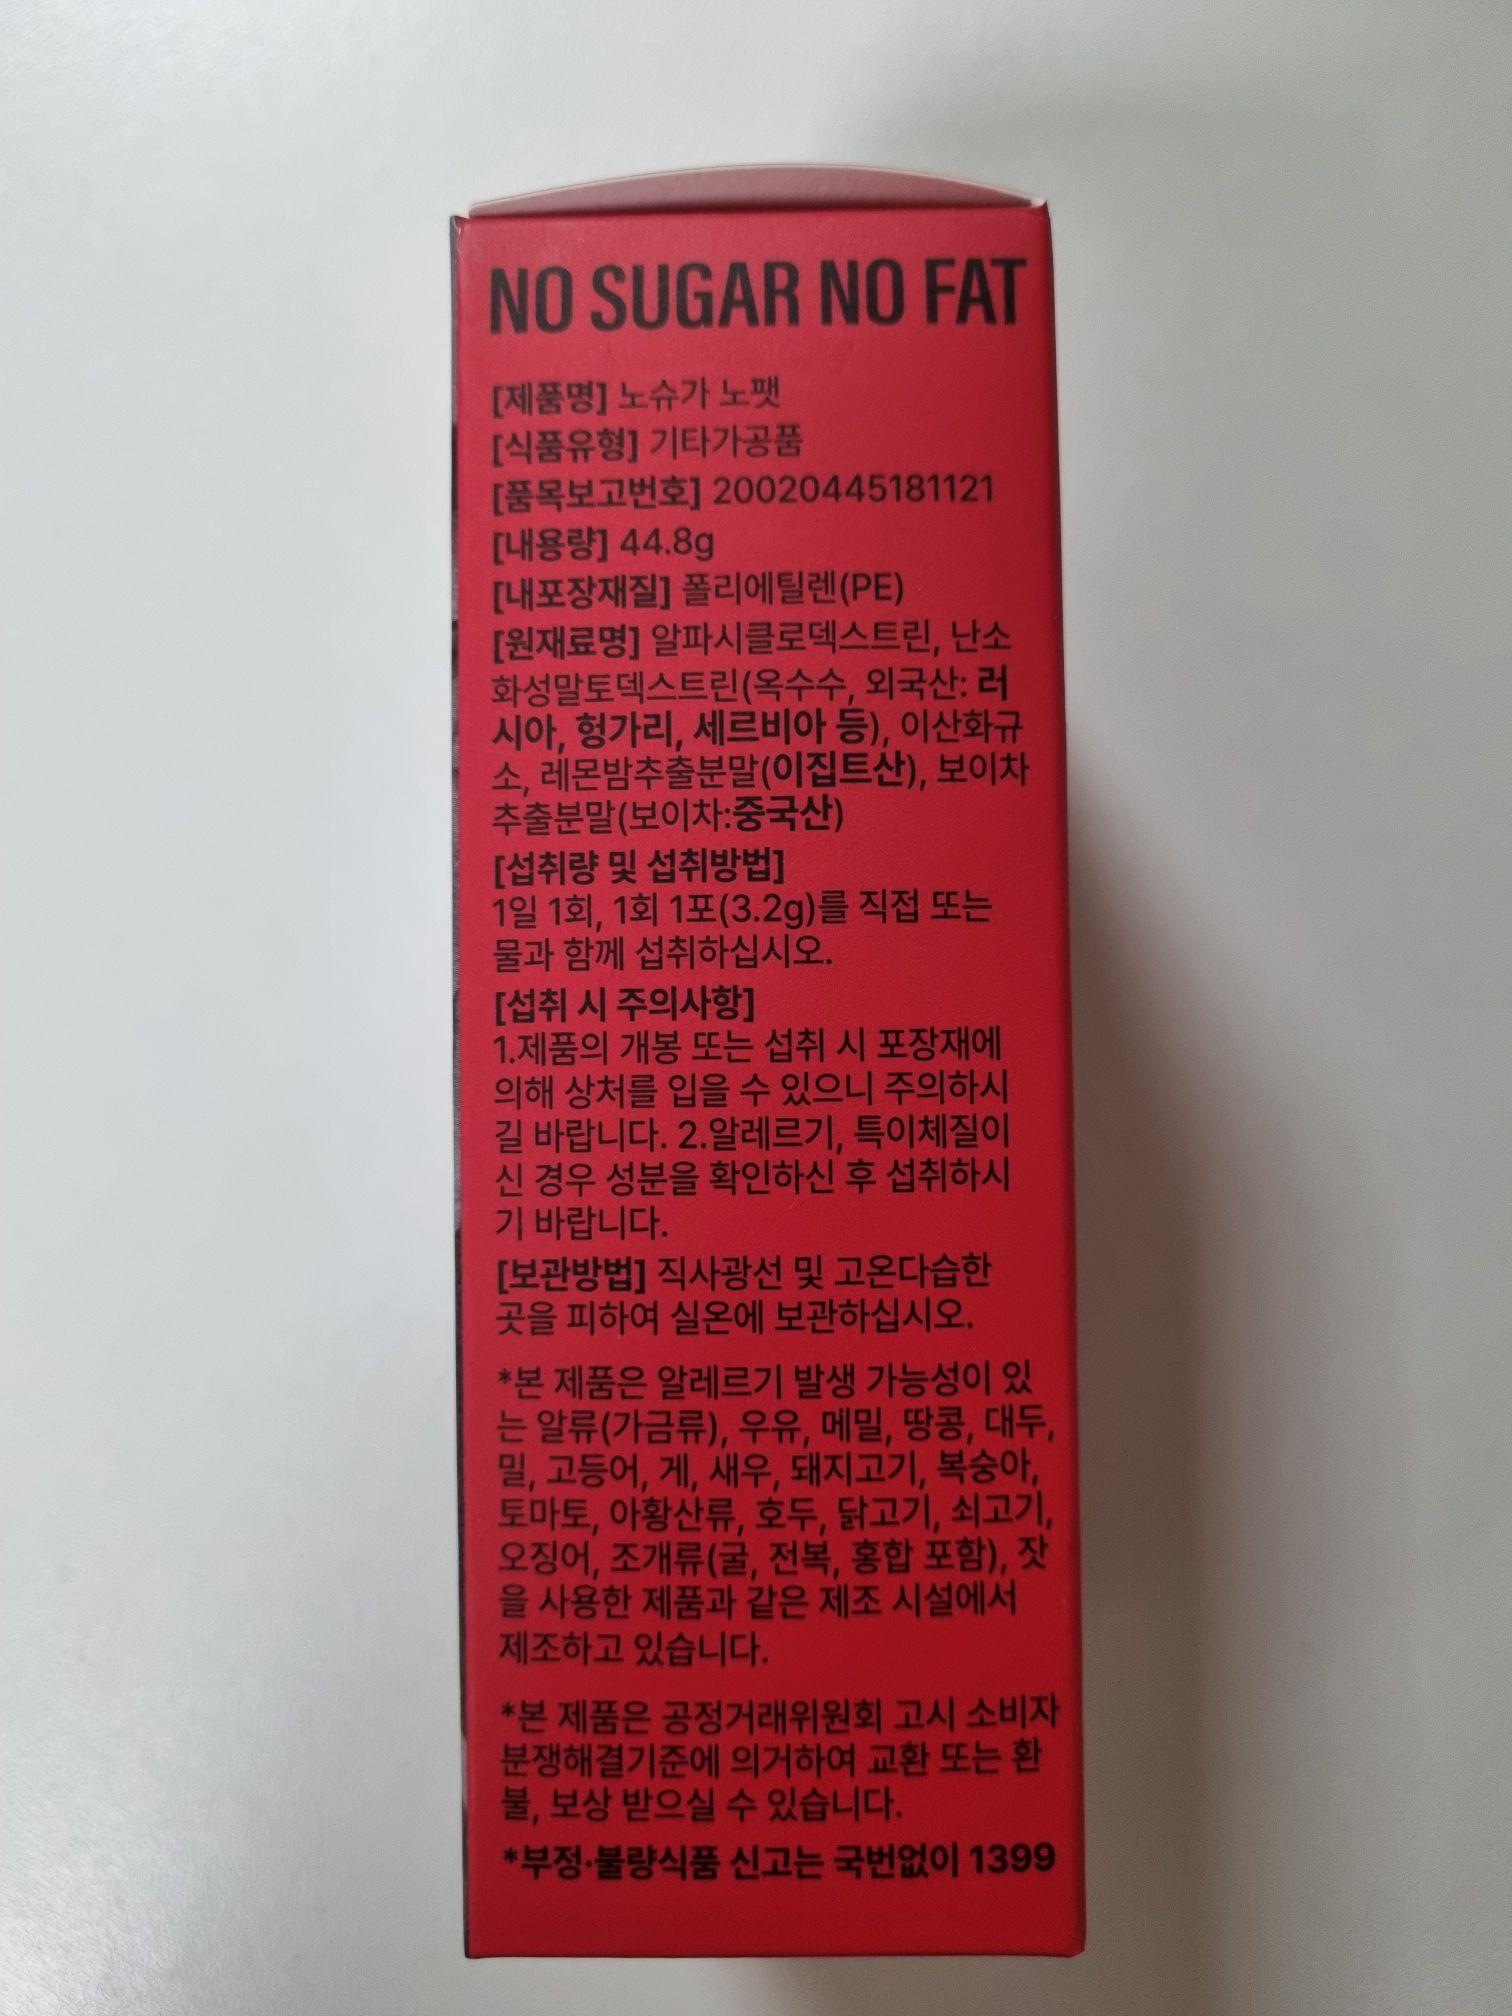 NO SUGAR NO FAT
[제품명] 노슈가 노팻
[식품유형] 기타가공품
[품목보고번호] 20020445181121
[내용량] 44.8g
[내포장재질] 폴리에틸렌(PE)
[원재료명] 알파시클로덱스트린, 난소
화성말토덱스트린(옥수수, 외국산: 러
시아, 헝가리, 세르비아 등), 이산화규
소, 레몬밤추출분말(이집트산), 보이차
추출분말(보이차:중국산)
[섭취량 및 섭취방법]
1일 1회, 1회 1포(3.2g)를 직접 또는
물과 함께 섭취하십시오.
[섭취 시 주의사항]
1.제품의 개봉 또는 섭취 시 포장재에
의해 상처를 입을 수 있으니 주의하시
길 바랍니다. 2.알레르기, 특이체질이
신 경우 성분을 확인하신 후 섭취하시
기 바랍니다.
[보관방법] 직사광선 및 고온다습한
곳을 피하여 실온에 보관하십시오.
*본 제품은 알레르기 발생 가능성이 있
는 알류(가금류), 우유, 메밀, 땅콩, 대두,
밀, 고등어, 게, 새우, 돼지고기, 복숭아,
토마토, 아황산류, 호두, 닭고기, 쇠고기,
오징어, 조개류(굴, 전복, 홍합 포함), 잣
을 사용한 제품과 같은 제조 시설에서
제조하고 있습니다.
*본 제품은 공정거래위원회 고시 소비자
분쟁해결기준에 의거하여 교환 또는 환
불, 보상 받으실 수 있습니다.
*부정·불량식품 신고는 국번없이 1399